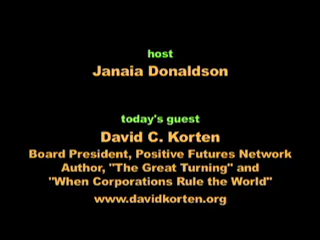 host
Janaia Donaldson
today's guest
David C. Korten
Board President, Positive Futures Network
Author, "The Great Turning" and
"When Corporations Rule the World"
www.davidkorten.org